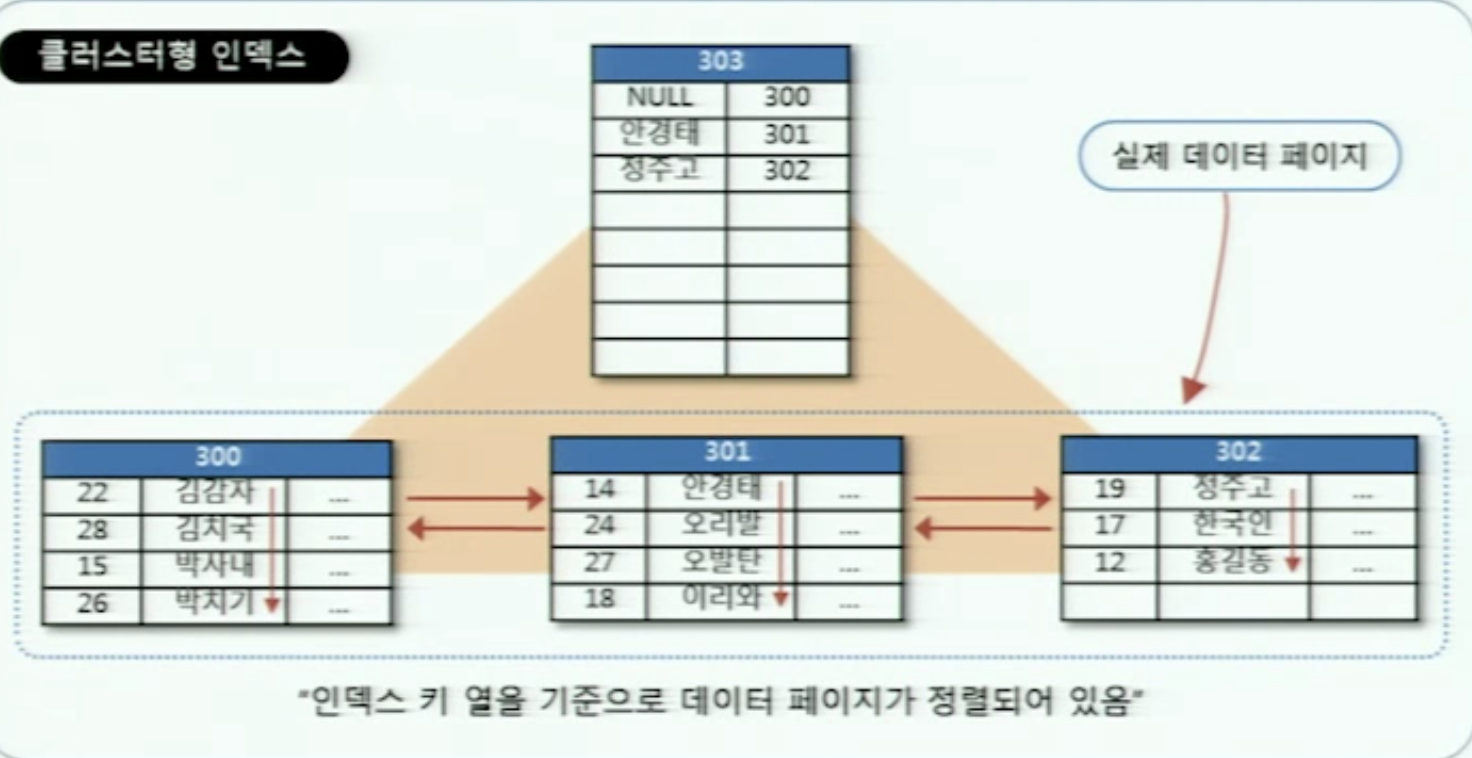 클러스터형 인덱스
303
NULL 300
안경태 301
정주고 302
실제 데이터 페이지
300
22 김감자 ...
28 김치국 ...
15 박사내 ...
26 박치기 ...
301
14 안경태 ...
24 오리발 ...
27 오발탄 ...
18 이리와 ...
302
19 정주고 ...
17 한국인 ...
12 홍길동 ...
"인덱스 키 열을 기준으로 데이터 페이지가 정렬되어 있음"